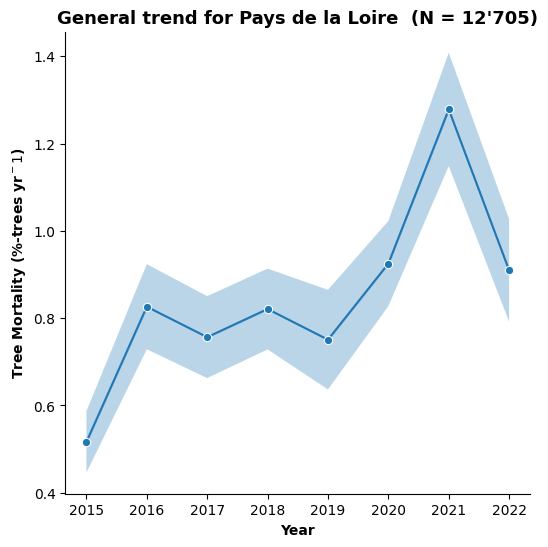 General trend for Pays de la Loire (N = 12'705)
Tree Mortality (%-trees yr⁻1)
1.4
1.2
1.0
0.8
0.6
0.4
2015 2016 2017 2018 2019 2020 2021 2022
Year